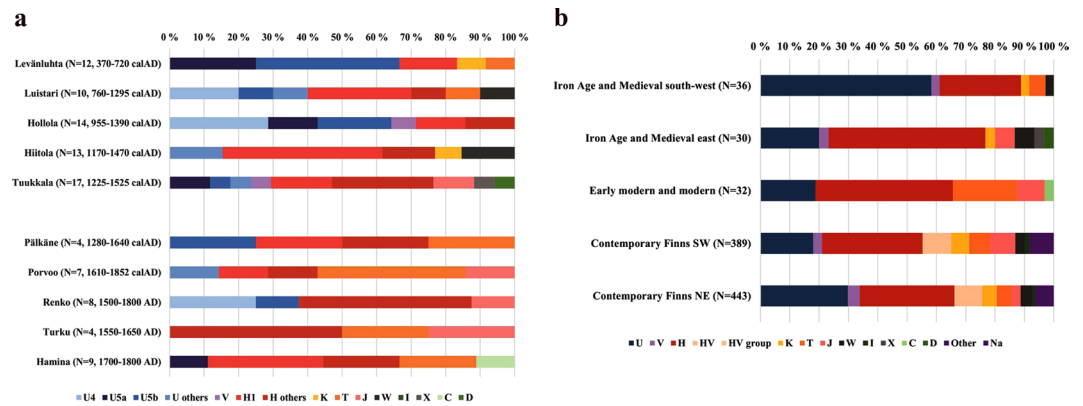 a
0 % 10 % 20 % 30 % 40 % 50 % 60 % 70 % 80 % 90 % 100 %
Levänluhta (N=12, 370-720 calAD)
Luistari (N=10, 760-1295 calAD)
Hollola (N=14, 955-1390 calAD)
Hiitola (N=13, 1170-1470 calAD)
Tuukkala (N=17, 1225-1525 calAD)
Pälkäne (N=4, 1280-1640 calAD)
Porvoo (N=7, 1610-1852 calAD)
Renko (N=8, 1500-1800 AD)
Turku (N=4, 1550-1650 AD)
Hamina (N=9, 1700-1800 AD)
U4 U5a U5b U others V H1 H others K T J W I X C D
b
0 % 10 % 20 % 30 % 40 % 50 % 60 % 70 % 80 % 90 % 100 %
Iron Age and Medieval south-west (N=36)
Iron Age and Medieval east (N=30)
Early modern and modern (N=32)
Contemporary Finns SW (N=389)
Contemporary Finns NE (N=443)
U V H HV HV group K T J W I X C D Other Na